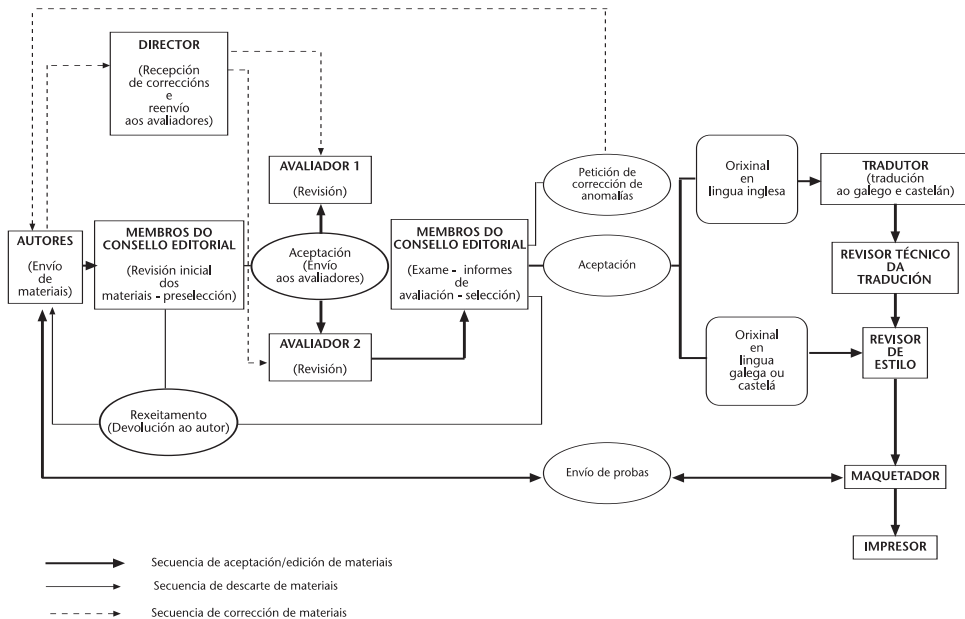 DIRECTOR
(Recepción
de correccións
e
reenvío
aos avaliadores)
AVALIADOR 1
(Revisión)
Petición de
corrección de
anomalías
Orixinal
en
lingua inglesa
TRADUTOR
(tradución
ao galego e castelán)
AUTORES
(Envío
de
materiais)
MEMBROS DO
CONSELLO EDITORIAL
(Revisión inicial
dos
materiais - preselección)
Aceptación
(Envío
aos avaliadores)
MEMBROS DO
CONSELLO EDITORIAL
(Exame - informes
de
avaliación - selección)
Aceptación
REVISOR TÉCNICO
DA
TRADUCIÓN
AVALIADOR 2
(Revisión)
Orixinal
en
lingua
galega ou
castelá
REVISOR
DE
ESTILO
Rexeitamento
(Devolución ao autor)
Envío de probas
MAQUETADOR
IMPRESOR
Secuencia de aceptación/edición de materiais
Secuencia de descarte de materiais
Secuencia de corrección de materiais